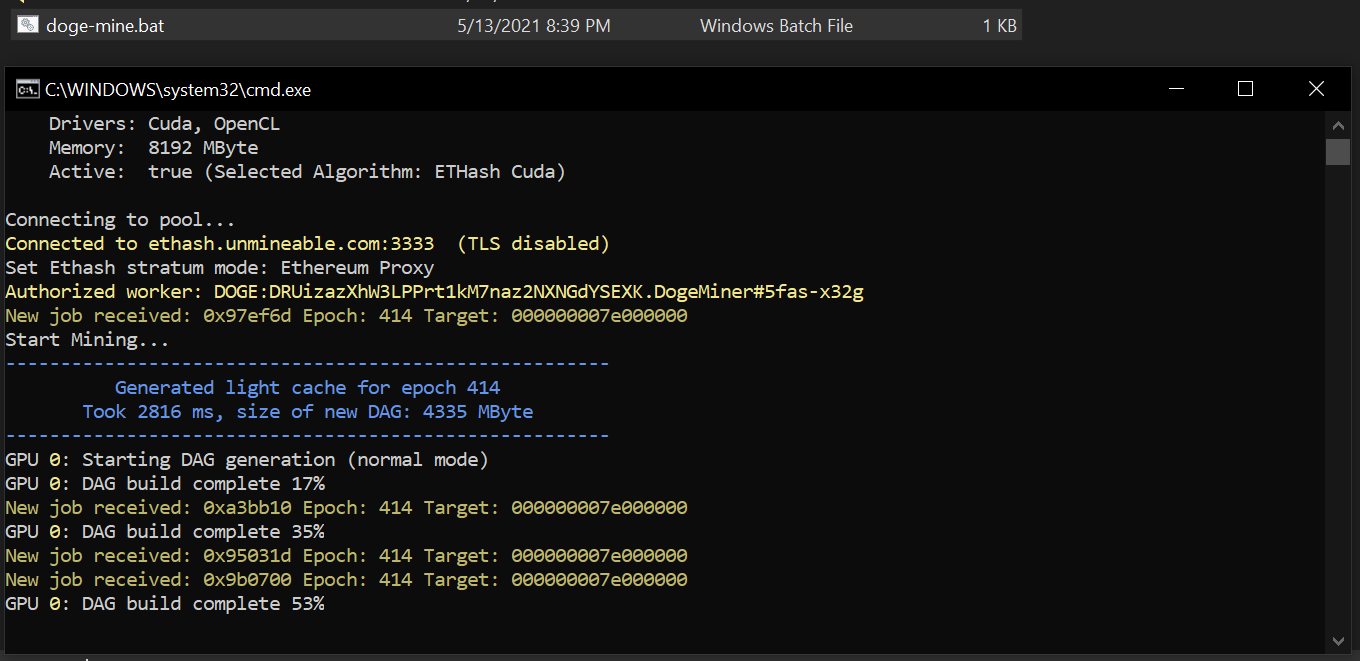 doge-mine.bat 5/13/2021 8:39 PM Windows Batch File 1 KB
C:\WINDOWS\system32\cmd.exe
Drivers: Cuda, OpenCL
Memory: 8192 MByte
Active: true (Selected Algorithm: ETHash Cuda)
Connecting to pool...
Connected to ethash.unmineable.com:3333 (TLS disabled)
Set Ethash stratum mode: Ethereum Proxy
Authorized worker: DOGE:DRUizazXhW3LPPrt1kM7naz2NXNGdYSEXK.DogeMiner#5fas-x32g
New job received: 0x97ef6d Epoch: 414 Target: 000000007e000000
Start Mining...
-------------------------------------------------------
Generated light cache for epoch 414
Took 2816 ms, size of new DAG: 4335 MByte
-------------------------------------------------------
GPU 0: Starting DAG generation (normal mode)
GPU 0: DAG build complete 17%
New job received: 0xa3bb10 Epoch: 414 Target: 000000007e000000
GPU 0: DAG build complete 35%
New job received: 0x95031d Epoch: 414 Target: 000000007e000000
New job received: 0x9b0700 Epoch: 414 Target: 000000007e000000
GPU 0: DAG build complete 53%